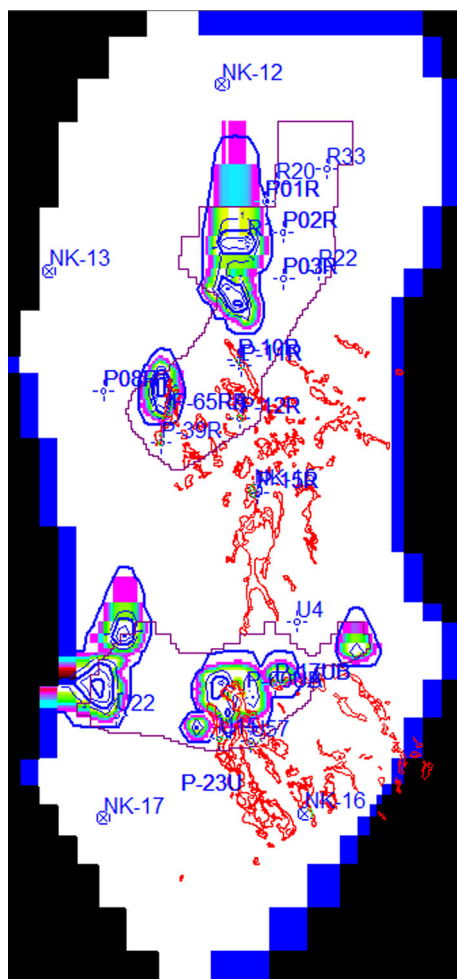 NK-12
R33
R20
P01R
P02R
R
NK-13
R22
P03R
P-10R
P-11R
P08R
P-65R
P-12R
P-39R
P-15R
U4
P-17UB
U22
U57
P-23U
NK-16
NK-17